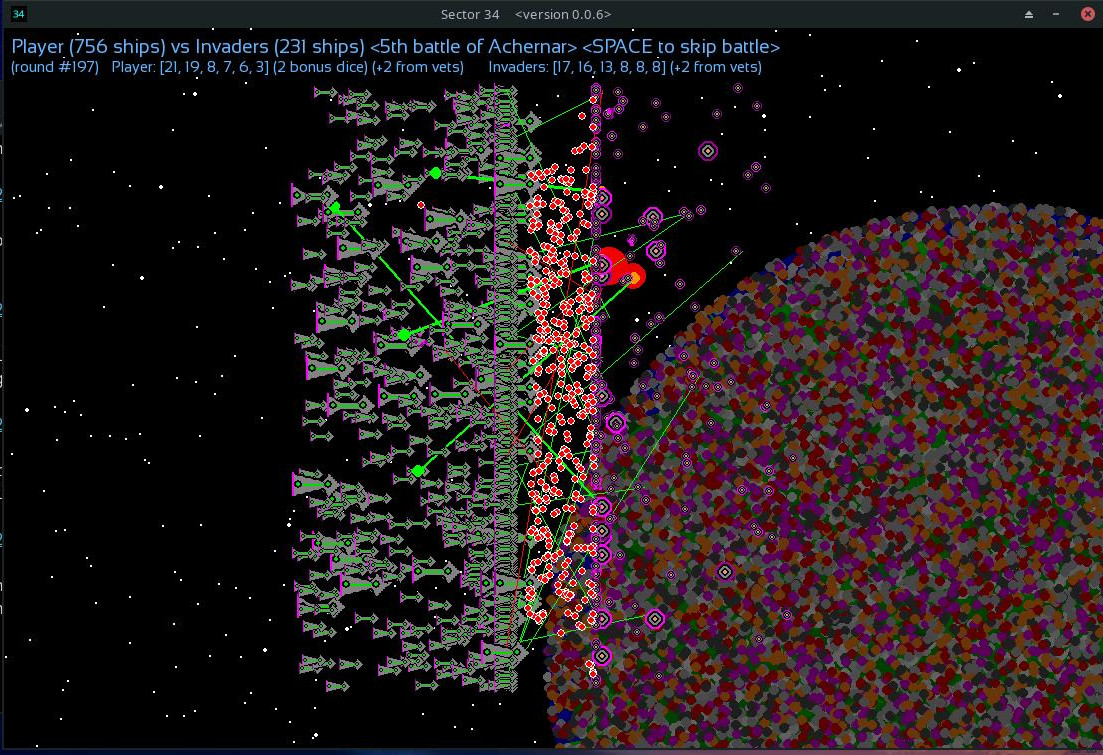 34 Sector 34 <version 0.0.6>
Player (756 ships) vs Invaders (231 ships) <5th battle of Achernar> <SPACE to skip battle>
(round #197) Player: [21, 19, 8, 7, 6, 3] (2 bonus dice) (+2 from vets) Invaders: [17, 16, 13, 8, 8, 8] (+2 from vets)